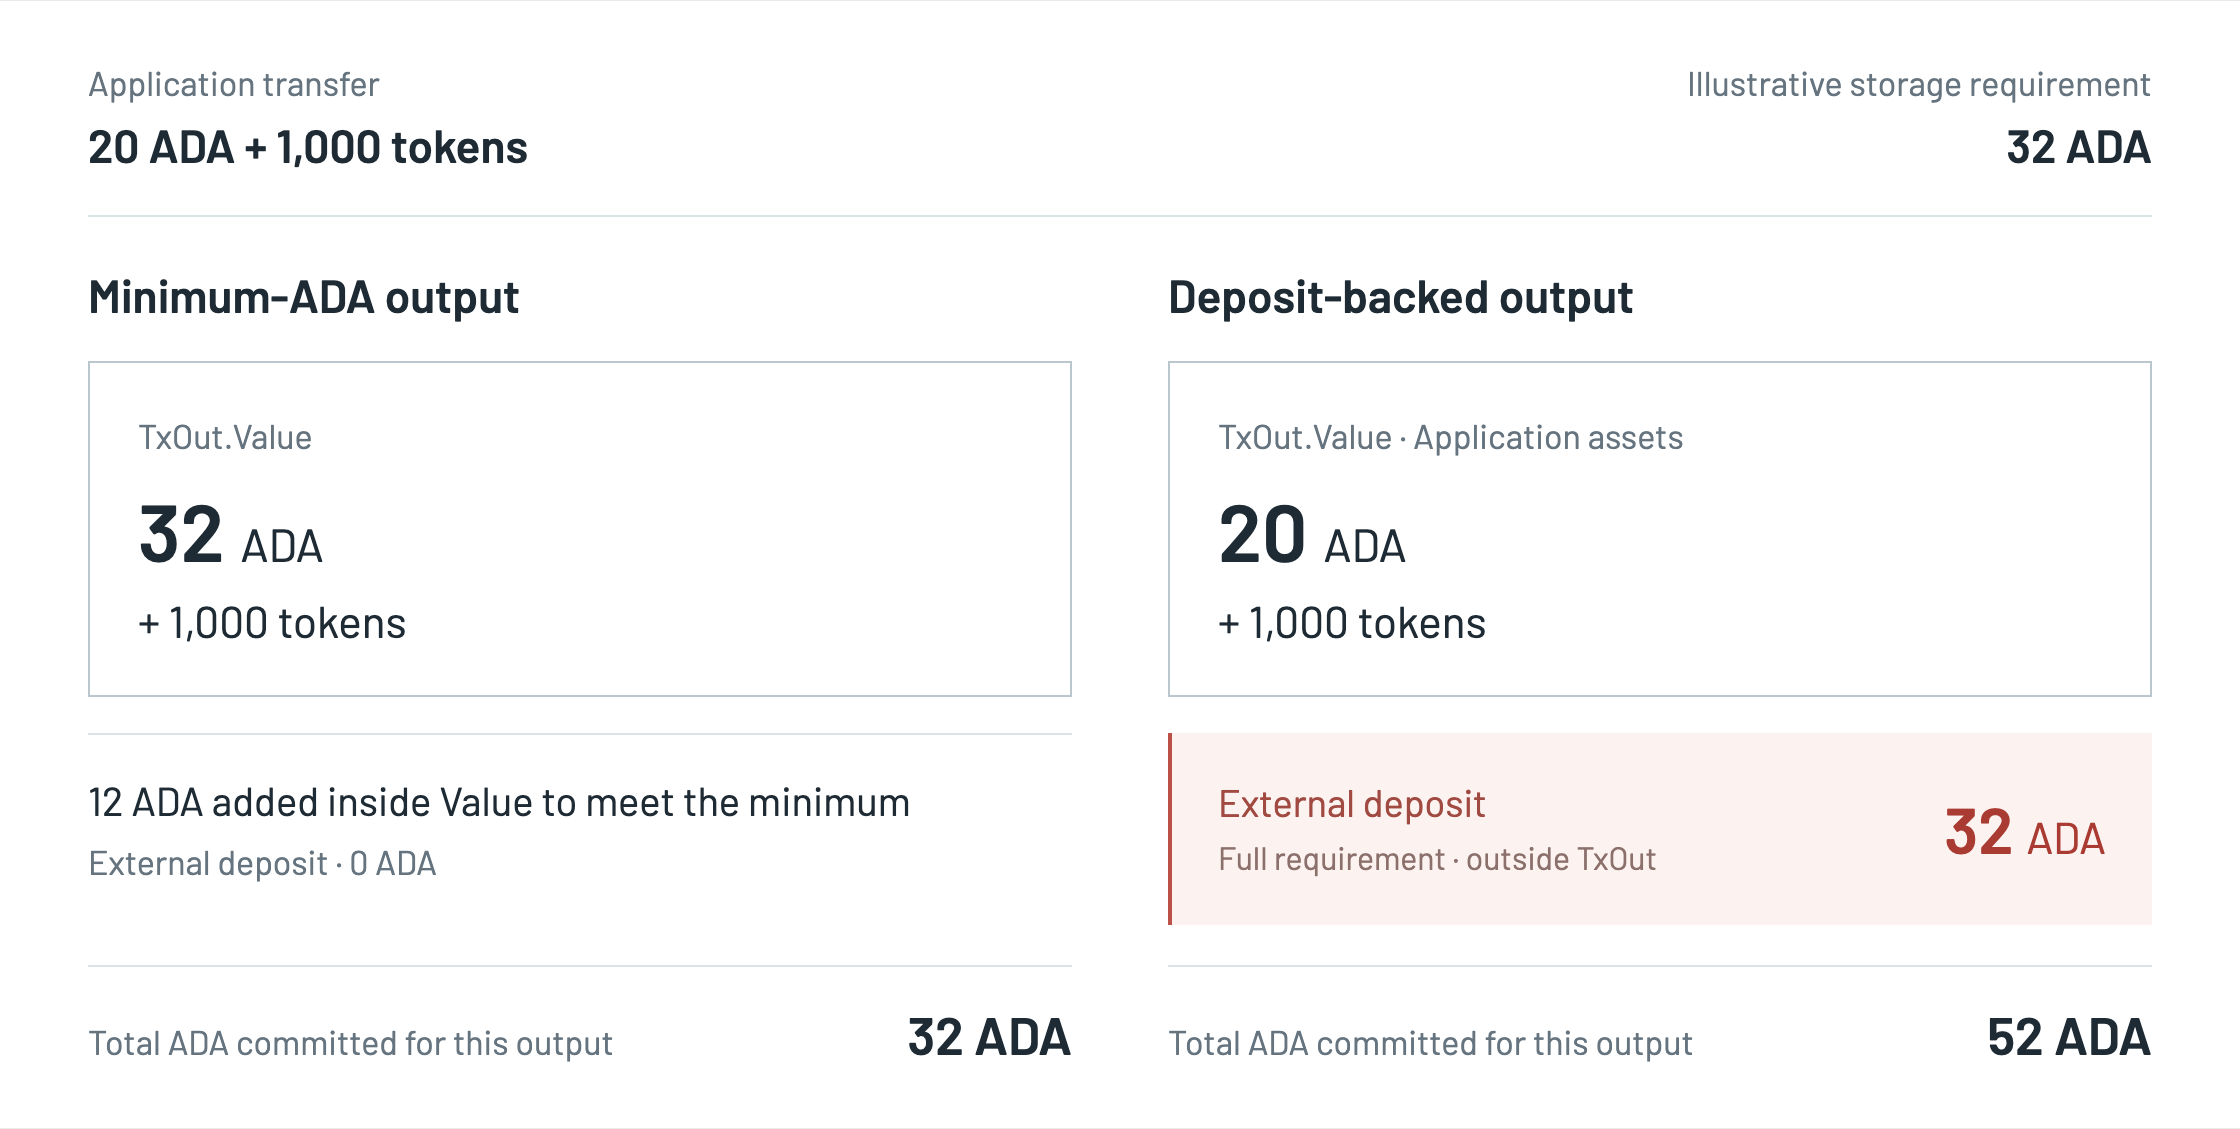 Application transfer
20 ADA + 1,000 tokens
Illustrative storage requirement
32 ADA
Minimum-ADA output
TxOut.Value
32 ADA
+ 1,000 tokens
12 ADA added inside Value to meet the minimum
External deposit · 0 ADA
Total ADA committed for this output
32 ADA
Deposit-backed output
TxOut.Value · Application assets
20 ADA
+ 1,000 tokens
External deposit
Full requirement · outside TxOut
32 ADA
Total ADA committed for this output
52 ADA